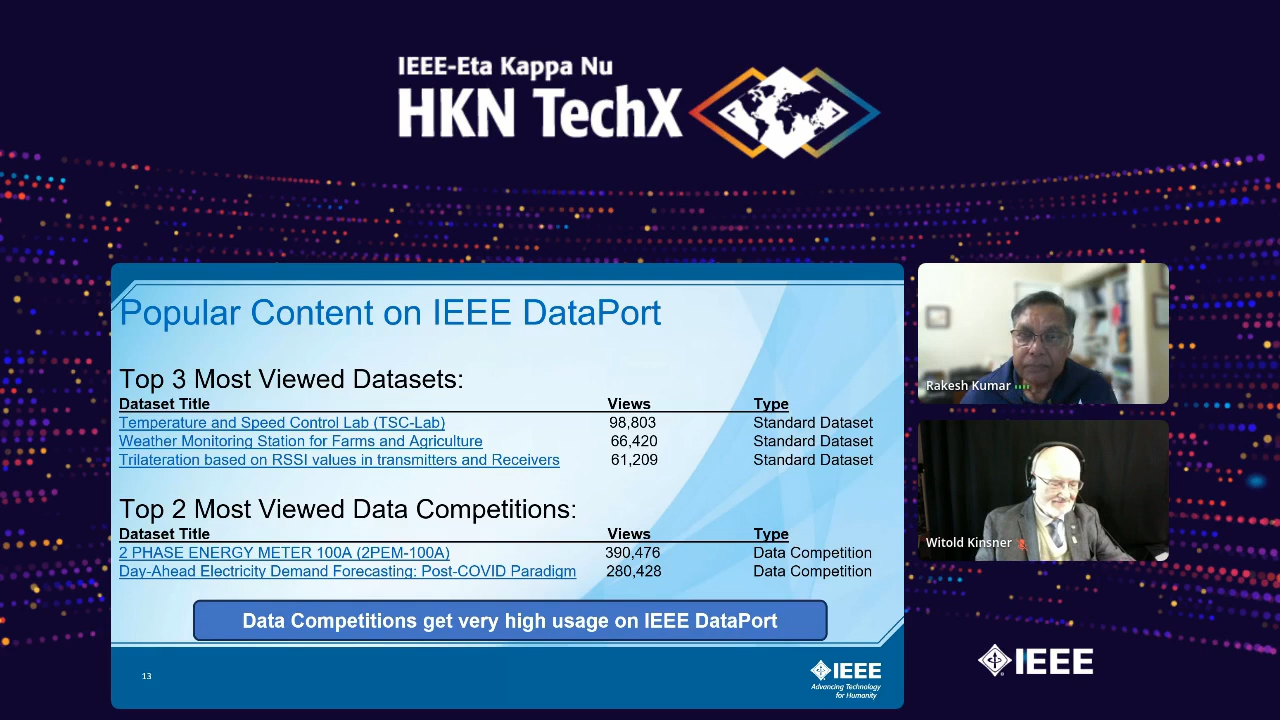 IEEE-Eta Kappa Nu
HKN TechX
Popular Content on IEEE DataPort
Top 3 Most Viewed Datasets:
Dataset Title Views Type
Temperature and Speed Control Lab (TSC-Lab) 98,803 Standard Dataset
Weather Monitoring Station for Farms and Agriculture 66,420 Standard Dataset
Trilateration based on RSSI values in transmitters and Receivers 61,209 Standard Dataset
Top 2 Most Viewed Data Competitions:
Dataset Title Views Type
2 PHASE ENERGY METER 100A (2PEM-100A) 390,476 Data Competition
Day-Ahead Electricity Demand Forecasting: Post-COVID Paradigm 280,428 Data Competition
Data Competitions get very high usage on IEEE DataPort
13
IEEE
Advancing Technology
for Humanity
Rakesh Kumar
Witold Kinsner
IEEE